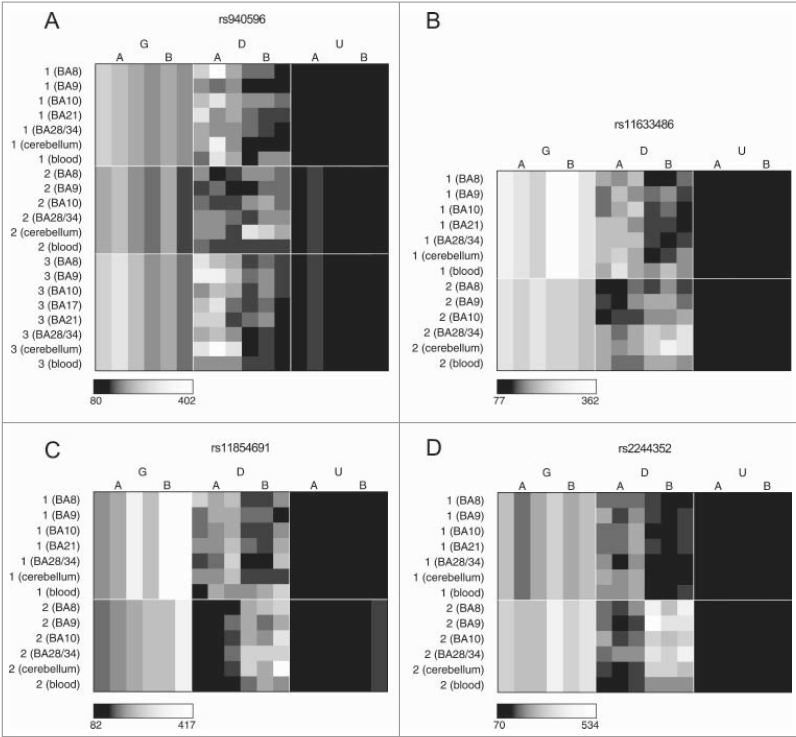 A
rs940596
G D U
A B A B A B
1 (BA8)
1 (BA9)
1 (BA10)
1 (BA21)
1 (BA28/34)
1 (cerebellum)
1 (blood)
2 (BA8)
2 (BA9)
2 (BA10)
2 (BA28/34)
2 (cerebellum)
2 (blood)
3 (BA8)
3 (BA9)
3 (BA10)
3 (BA17)
3 (BA21)
3 (BA28/34)
3 (cerebellum)
3 (blood)
80 402
B
rs11633486
G D U
A B A B A B
1 (BA8)
1 (BA9)
1 (BA10)
1 (BA21)
1 (BA28/34)
1 (cerebellum)
1 (blood)
2 (BA8)
2 (BA9)
2 (BA10)
2 (BA28/34)
2 (cerebellum)
2 (blood)
77 362
C
rs11854691
G D U
A B A B A B
1 (BA8)
1 (BA9)
1 (BA10)
1 (BA21)
1 (BA28/34)
1 (cerebellum)
1 (blood)
2 (BA8)
2 (BA9)
2 (BA10)
2 (BA28/34)
2 (cerebellum)
2 (blood)
82 417
D
rs2244352
G D U
A B A B A B
1 (BA8)
1 (BA9)
1 (BA10)
1 (BA21)
1 (BA28/34)
1 (cerebellum)
1 (blood)
2 (BA8)
2 (BA9)
2 (BA10)
2 (BA28/34)
2 (cerebellum)
2 (blood)
70 534